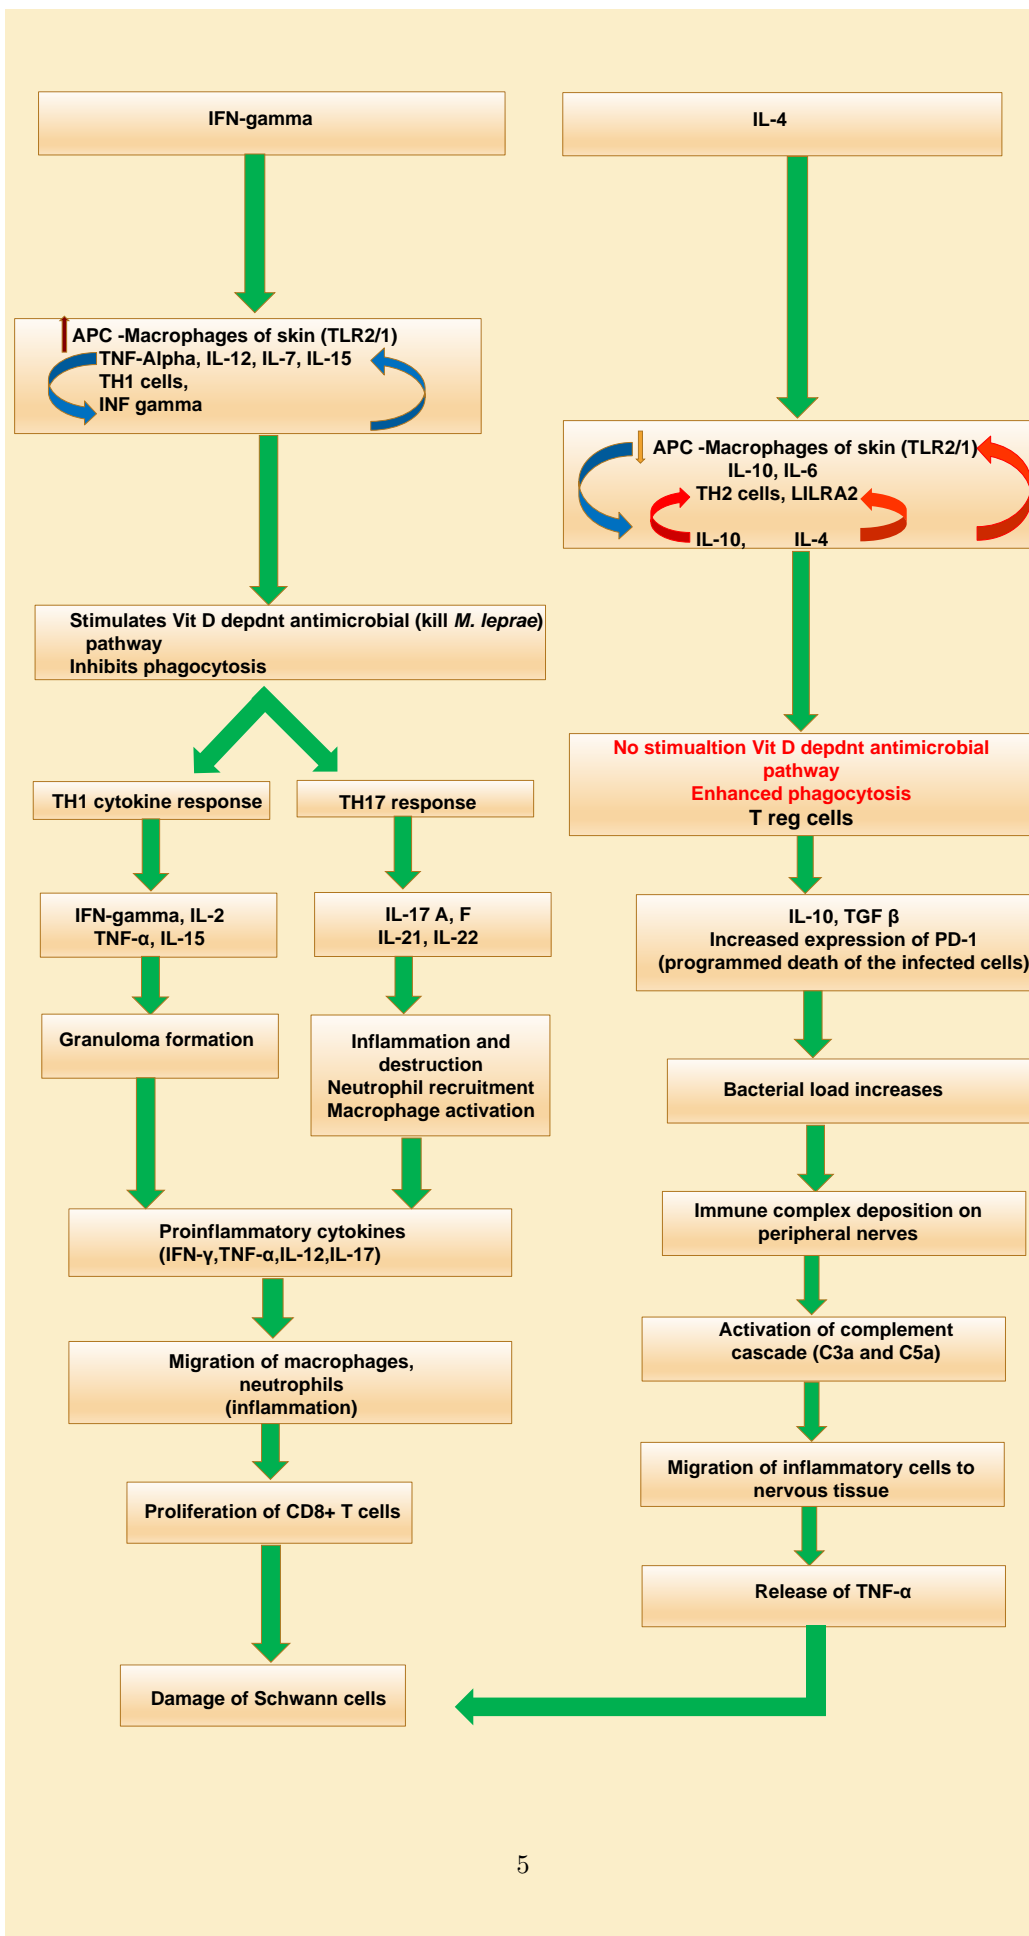 IFN-gamma
APC -Macrophages of skin (TLR2/1)
TNF-Alpha, IL-12, IL-7, IL-15
TH1 cells,
INF gamma
Stimulates Vit D depdnt antimicrobial (kill M. leprae)
pathway
Inhibits phagocytosis
TH1 cytokine response
TH17 response
IFN-gamma, IL-2
TNF-α, IL-15
IL-17 A, F
IL-21, IL-22
Granuloma formation
Inflammation and
destruction
Neutrophil recruitment
Macrophage activation
Proinflammatory cytokines
(IFN-γ,TNF-α,IL-12,IL-17)
Migration of macrophages,
neutrophils
(inflammation)
Proliferation of CD8+ T cells
Damage of Schwann cells
IL-4
APC -Macrophages of skin (TLR2/1)
IL-10, IL-6
TH2 cells, LILRA2
IL-10, IL-4
No stimualtion Vit D depdnt antimicrobial
pathway
Enhanced phagocytosis
T reg cells
IL-10, TGF β
Increased expression of PD-1
(programmed death of the infected cells)
Bacterial load increases
Immune complex deposition on
peripheral nerves
Activation of complement
cascade (C3a and C5a)
Migration of inflammatory cells to
nervous tissue
Release of TNF-α
5